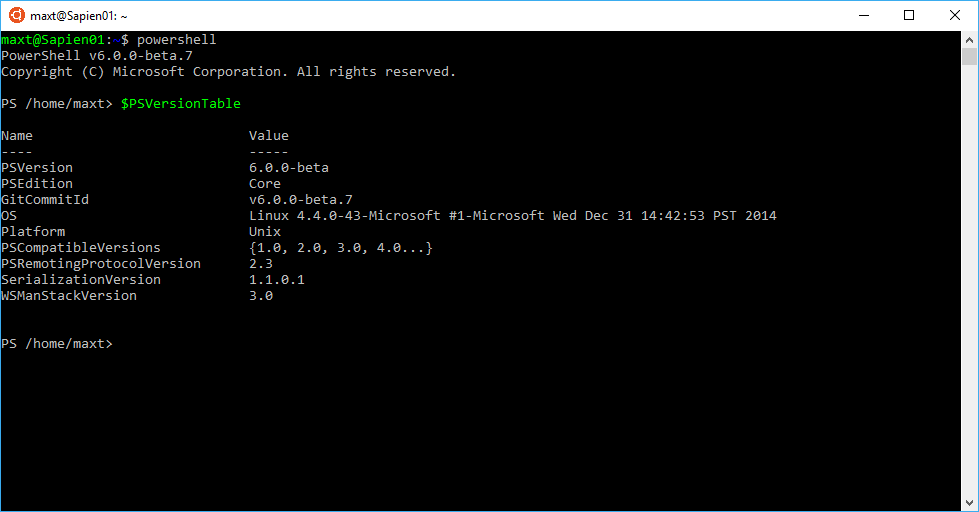 maxt@Sapien01: ~
maxt@Sapien01:~$ powershell
PowerShell v6.0.0-beta.7
Copyright (C) Microsoft Corporation. All rights reserved.
PS /home/maxt> $PSVersionTable
Name                           Value
----                           -----
PSVersion                      6.0.0-beta
PSEdition                      Core
GitCommitId                    v6.0.0-beta.7
OS                             Linux 4.4.0-43-Microsoft #1-Microsoft Wed Dec 31 14:42:53 PST 2014
Platform                       Unix
PSCompatibleVersions           {1.0, 2.0, 3.0, 4.0...}
PSRemotingProtocolVersion      2.3
SerializationVersion           1.1.0.1
WSManStackVersion              3.0
PS /home/maxt>